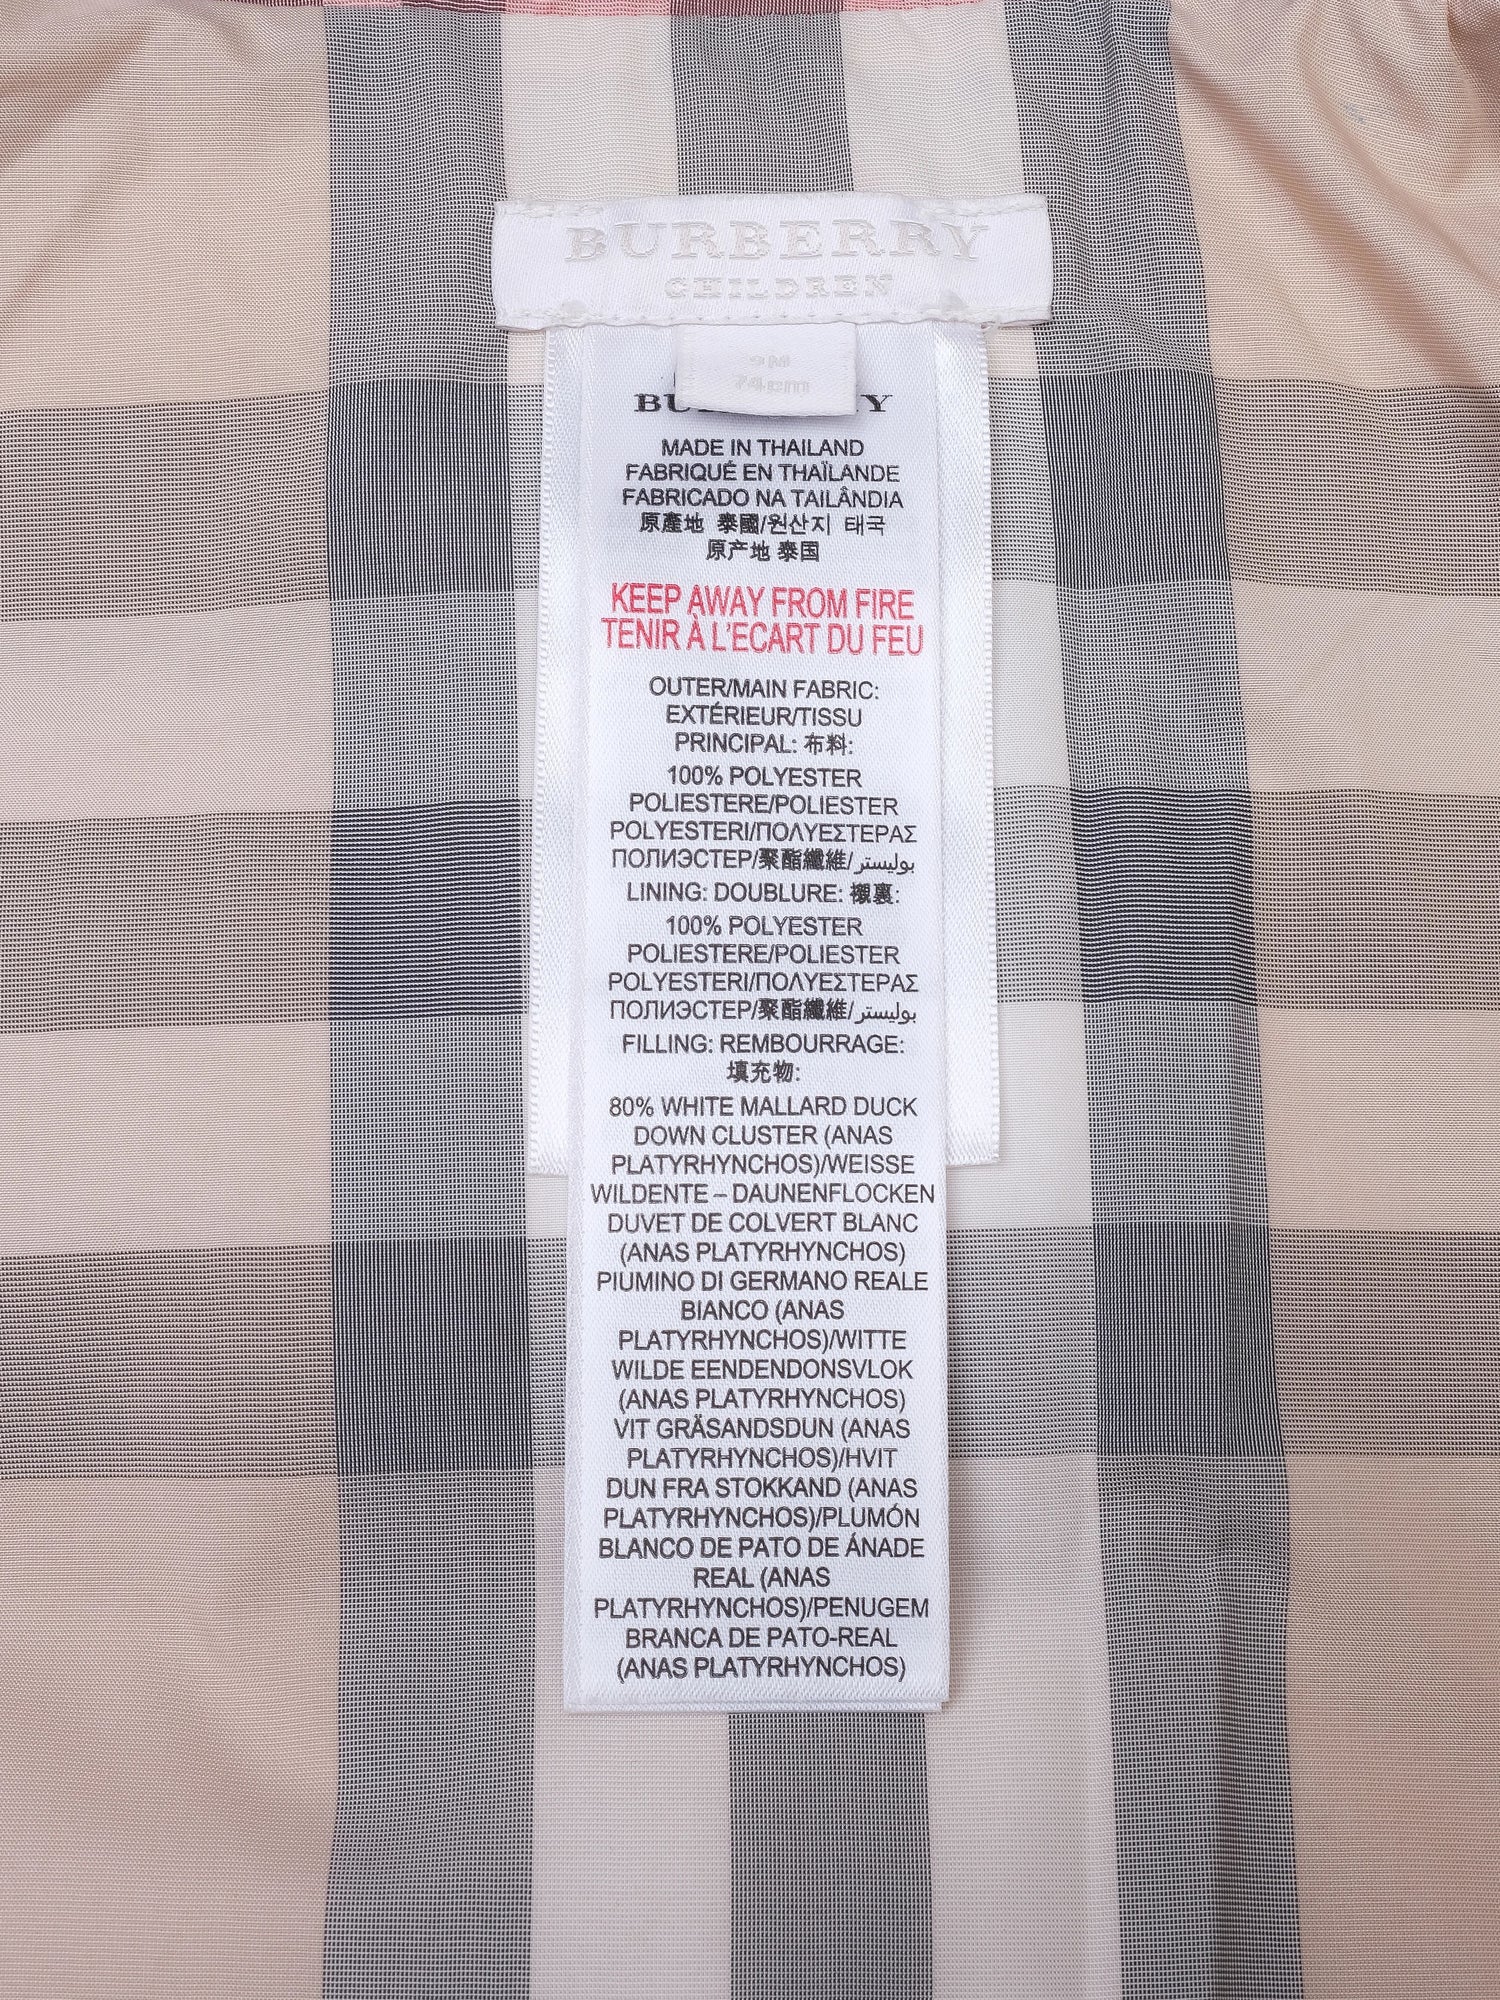 BURBERRY
CHILDREN
9M
74cm
MADE IN THAILAND
FABRIQUÉ EN THAÏLANDE
FABRICADO NA TAILÂNDIA
原產地 泰國/원산지 태국
原产地 泰国
KEEP AWAY FROM FIRE
TENIR À L'ECART DU FEU
OUTER/MAIN FABRIC:
EXTÉRIEUR/TISSU
PRINCIPAL: 布料:
100% POLYESTER
POLIESTERE/POLIESTER
POLYESTERI/ΠΟΛΥΕΣΤΕΡΑΣ
ПОЛИЭСТЕР/聚酯纖維/بوليستر
LINING: DOUBLURE: 襯裏:
100% POLYESTER
POLIESTERE/POLIESTER
POLYESTERI/ΠΟΛΥΕΣΤΕΡΑΣ
ПОЛИЭСТЕР/聚酯纖維/بوليستر
FILLING: REMBOURRAGE:
填充物:
80% WHITE MALLARD DUCK
DOWN CLUSTER (ANAS
PLATYRHYNCHOS)/WEISSE
WILDENTE – DAUNENFLOCKEN
DUVET DE COLVERT BLANC
(ANAS PLATYRHYNCHOS)
PIUMINO DI GERMANO REALE
BIANCO (ANAS
PLATYRHYNCHOS)/WITTE
WILDE EENDENDONSVLOK
(ANAS PLATYRHYNCHOS)
VIT GRÄSANDSDUN (ANAS
PLATYRHYNCHOS)/HVIT
DUN FRA STOKKAND (ANAS
PLATYRHYNCHOS)/PLUMÓN
BLANCO DE PATO DE ÁNADE
REAL (ANAS
PLATYRHYNCHOS)/PENUGEM
BRANCA DE PATO-REAL
(ANAS PLATYRHYNCHOS)